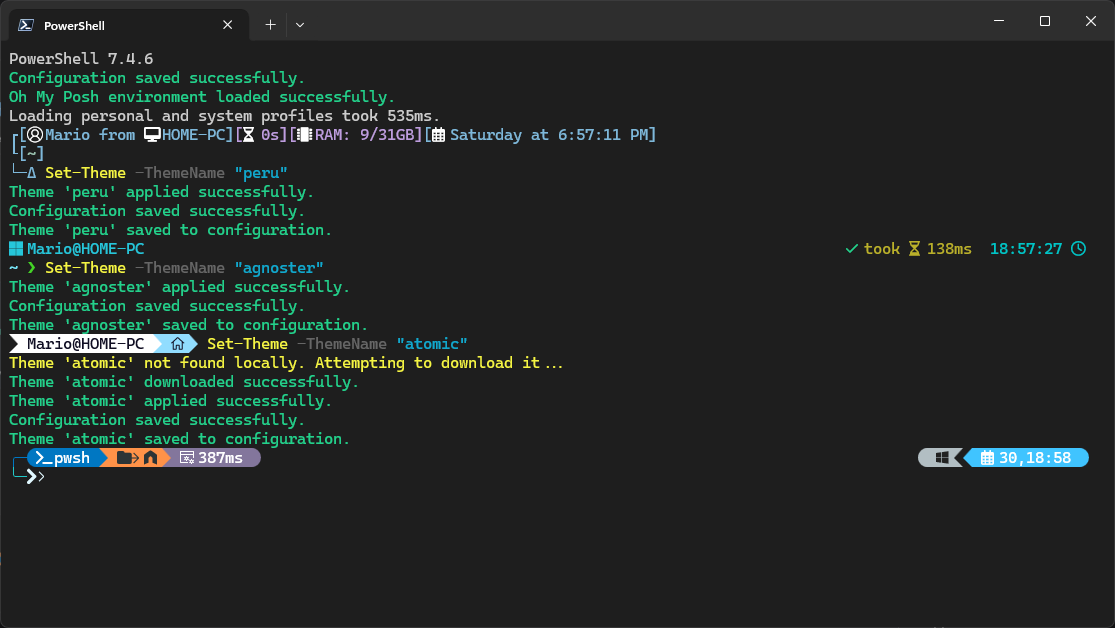 PowerShell
PowerShell 7.4.6
Configuration saved successfully.
Oh My Posh environment loaded successfully.
Loading personal and system profiles took 535ms.
[Mario from HOME-PC][ 0s][RAM: 9/31GB][ Saturday at 6:57:11 PM]
[~]
Δ Set-Theme -ThemeName "peru"
Theme 'peru' applied successfully.
Configuration saved successfully.
Theme 'peru' saved to configuration.
Mario@HOME-PC ✓ took 138ms 18:57:27
~ ❯ Set-Theme -ThemeName "agnoster"
Theme 'agnoster' applied successfully.
Configuration saved successfully.
Theme 'agnoster' saved to configuration.
Mario@HOME-PC Set-Theme -ThemeName "atomic"
Theme 'atomic' not found locally. Attempting to download it...
Theme 'atomic' downloaded successfully.
Theme 'atomic' applied successfully.
Configuration saved successfully.
Theme 'atomic' saved to configuration.
>_pwsh 387ms 30,18:58